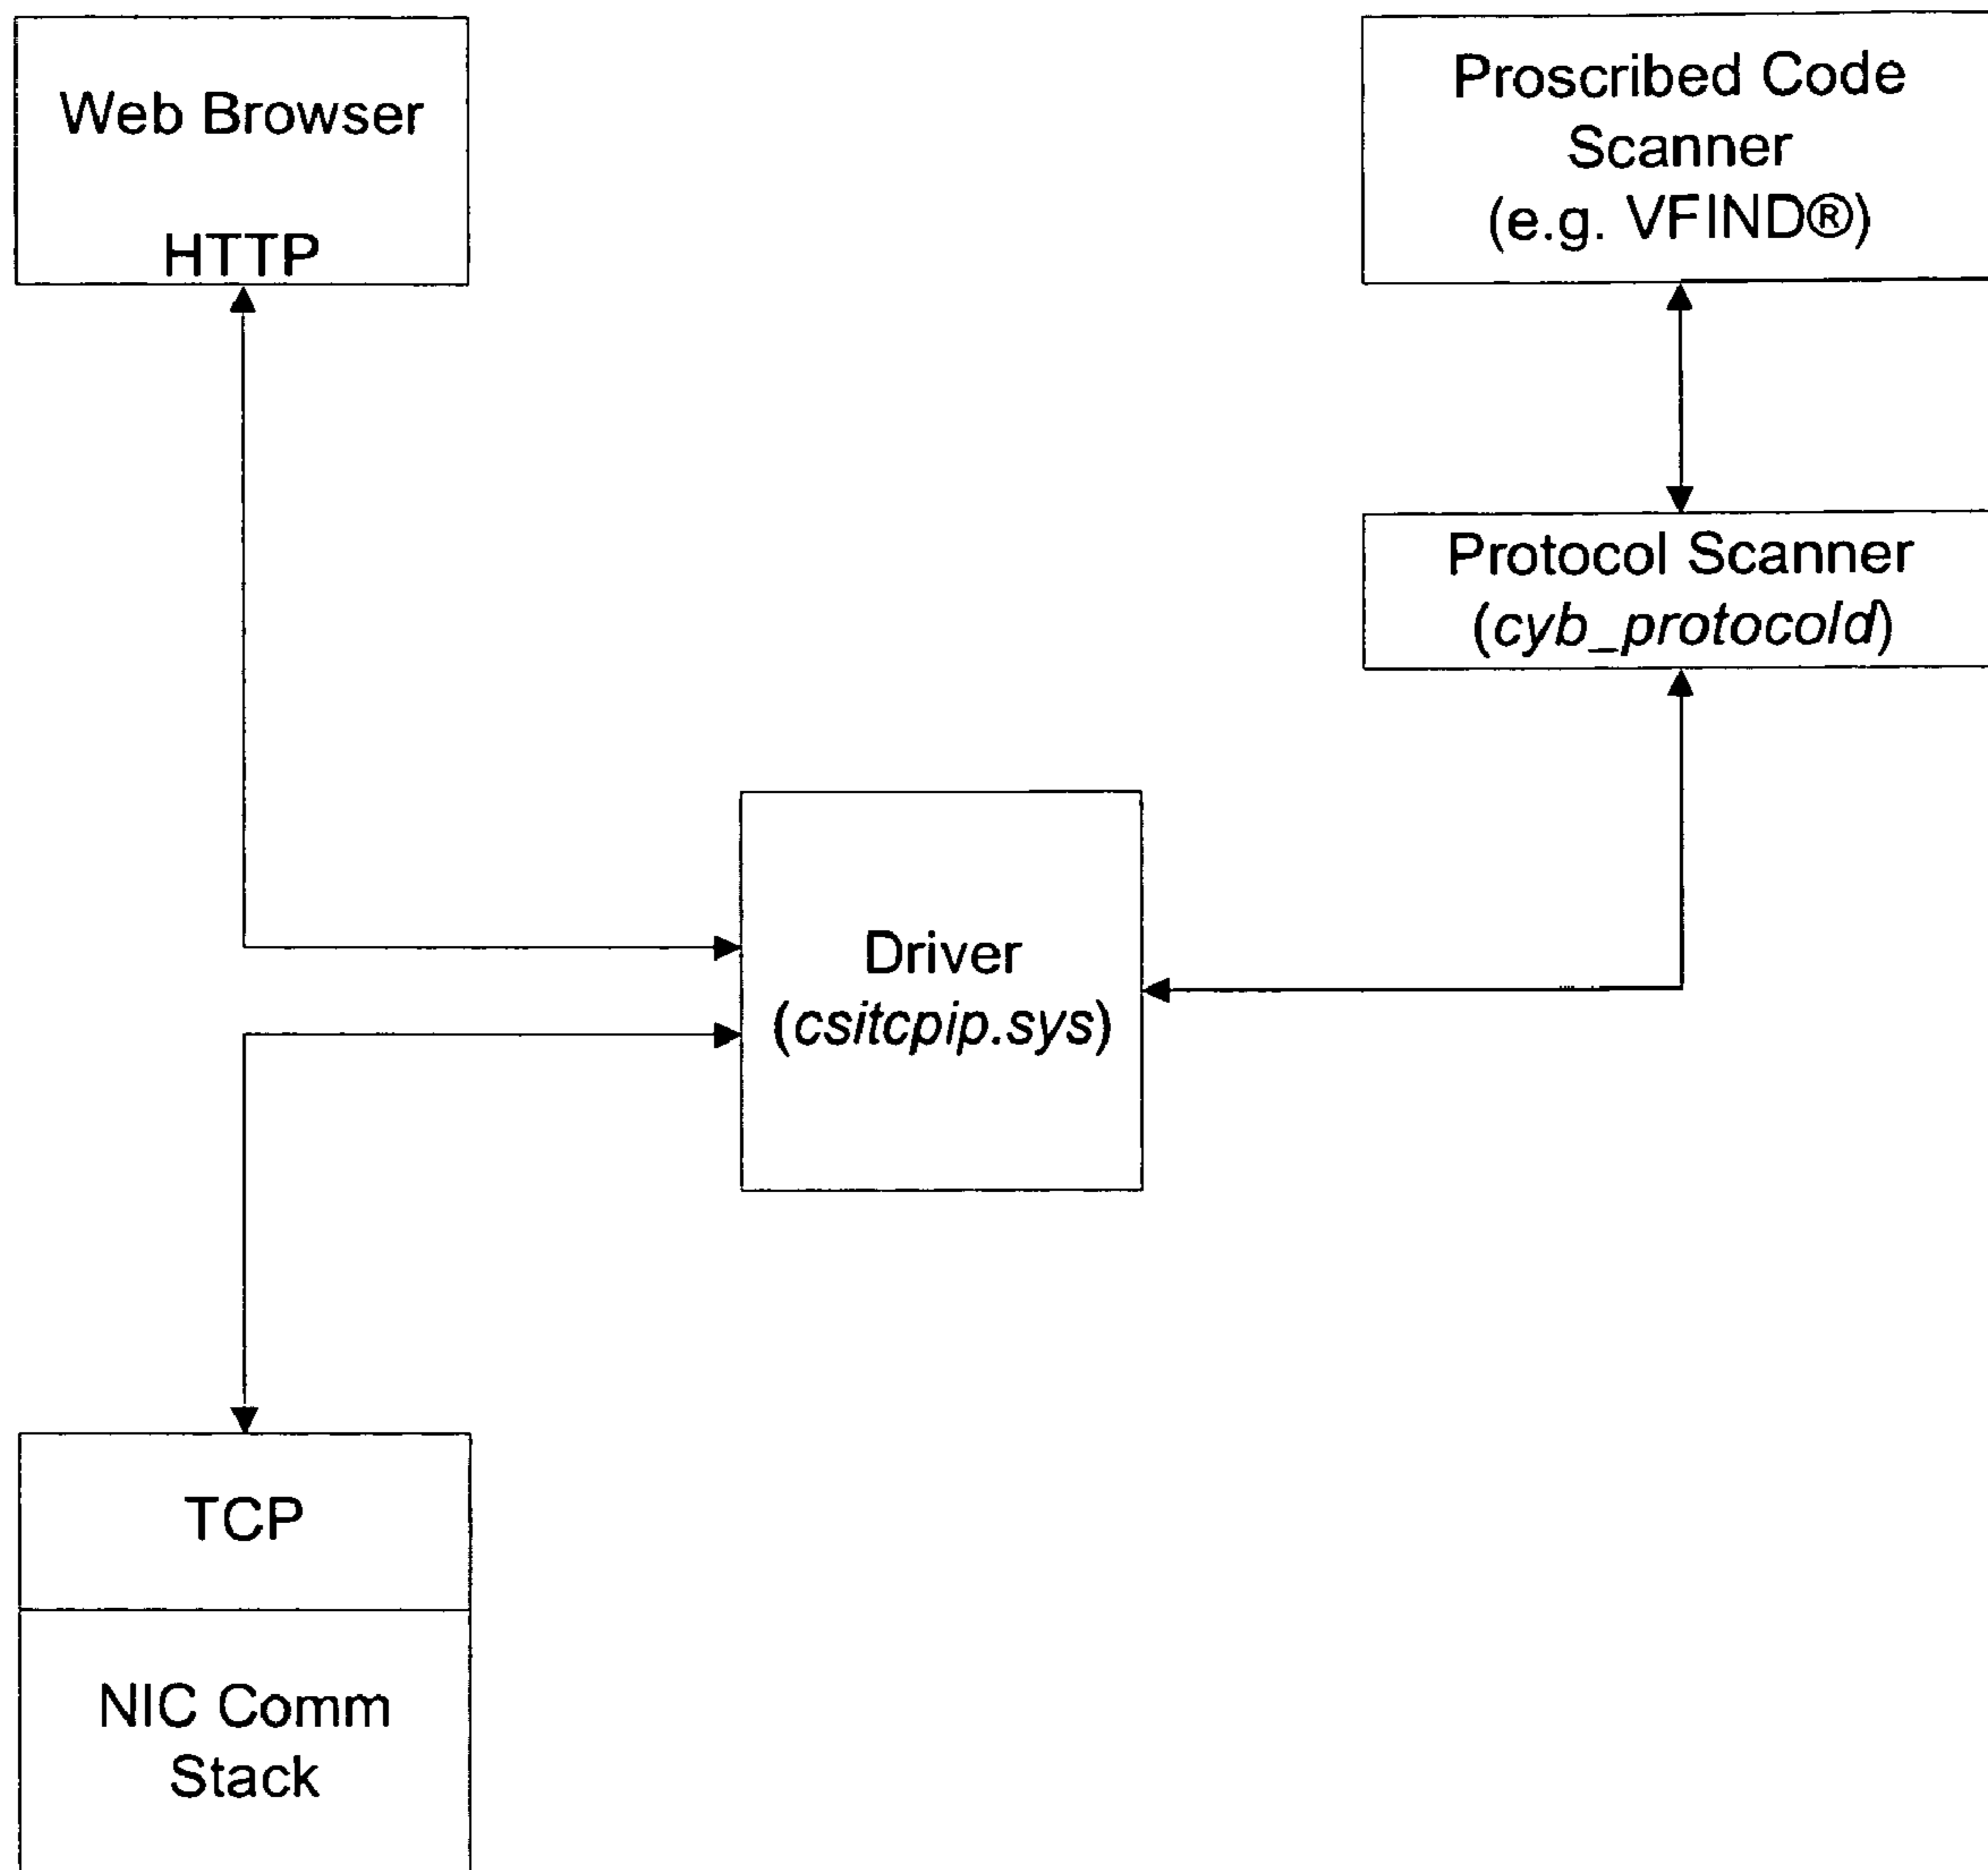 Web Browser
HTTP
Proscribed Code
Scanner
(e.g. VFIND®)
Protocol Scanner
(cyb_protocold)
Driver
(csitcpip.sys)
TCP
NIC Comm
Stack